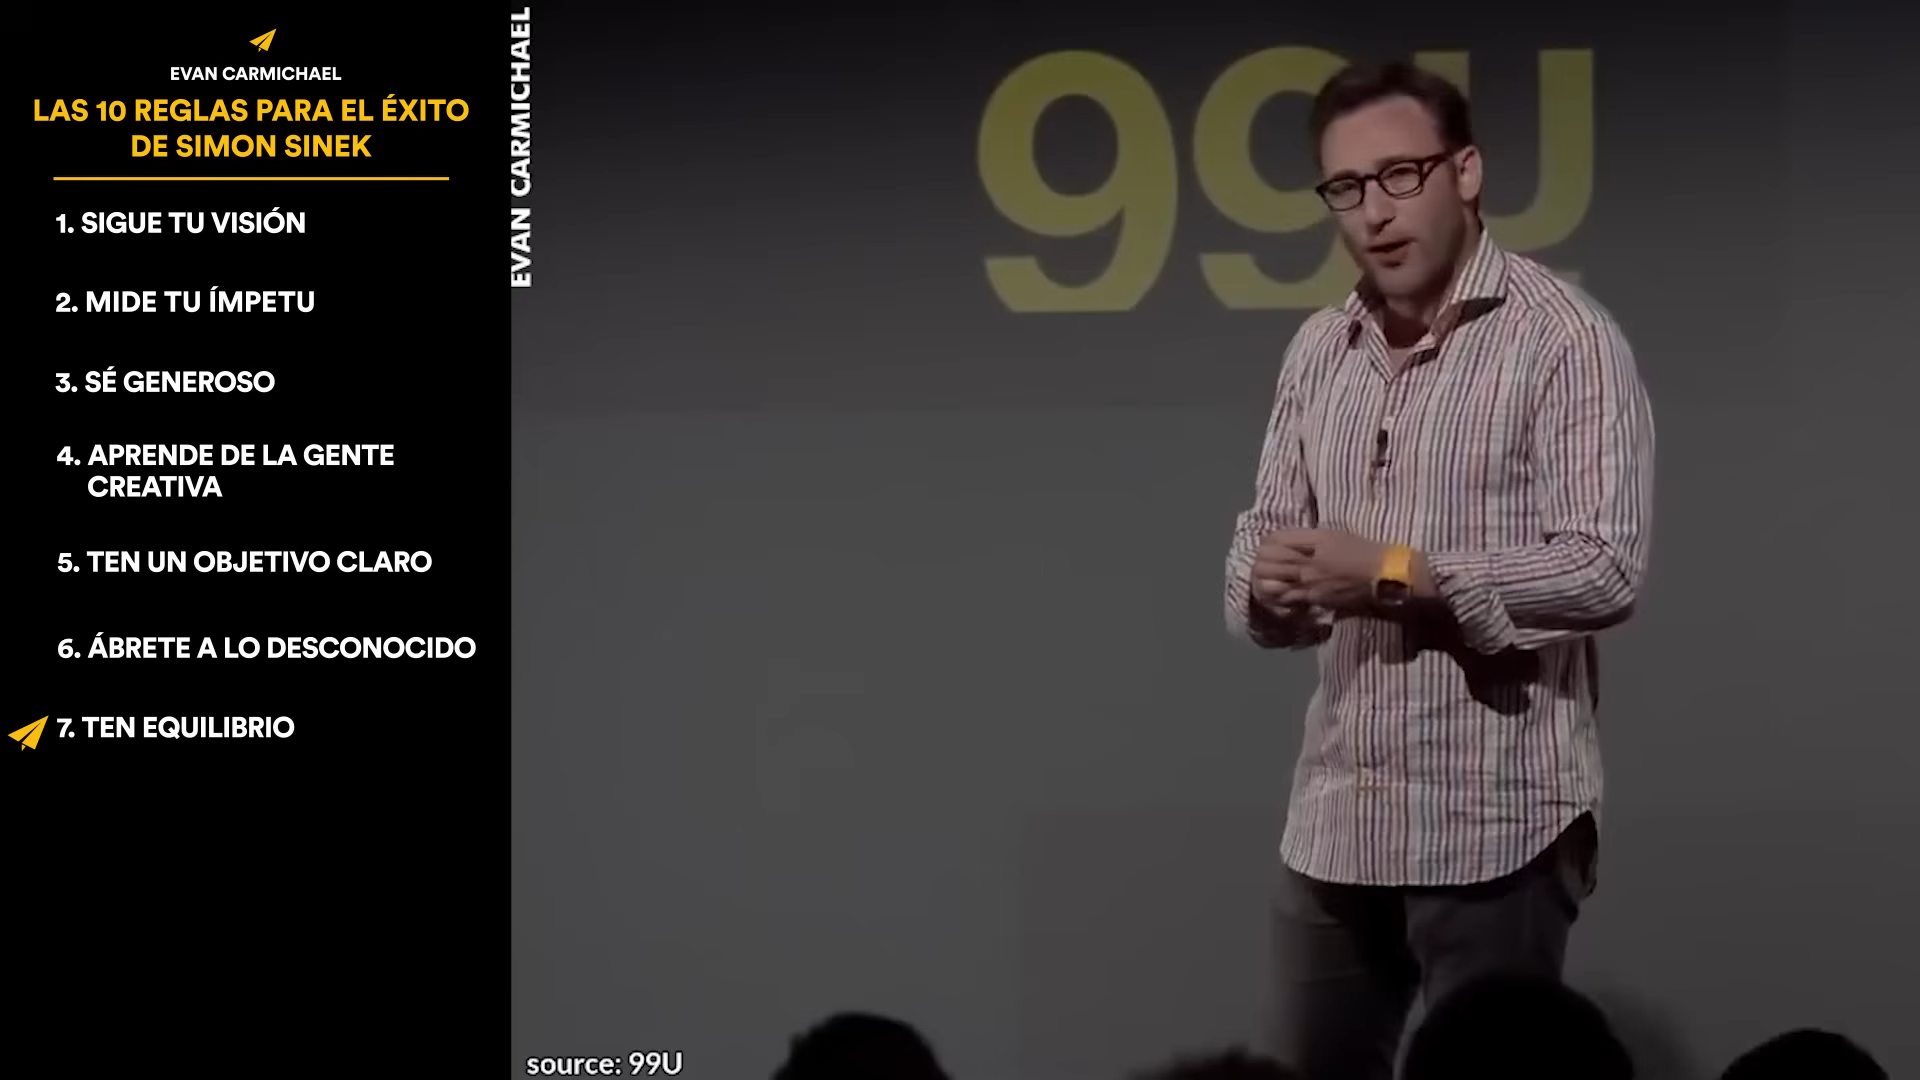 EVAN CARMICHAEL
LAS 10 REGLAS PARA EL ÉXITO
DE SIMON SINEK
1. SIGUE TU VISIÓN
2. MIDE TU ÍMPETU
3. SÉ GENEROSO
4. APRENDE DE LA GENTE
CREATIVA
5. TEN UN OBJETIVO CLARO
6. ÁBRETE A LO DESCONOCIDO
7. TEN EQUILIBRIO
EVAN CARMICHAEL
99U
source: 99U